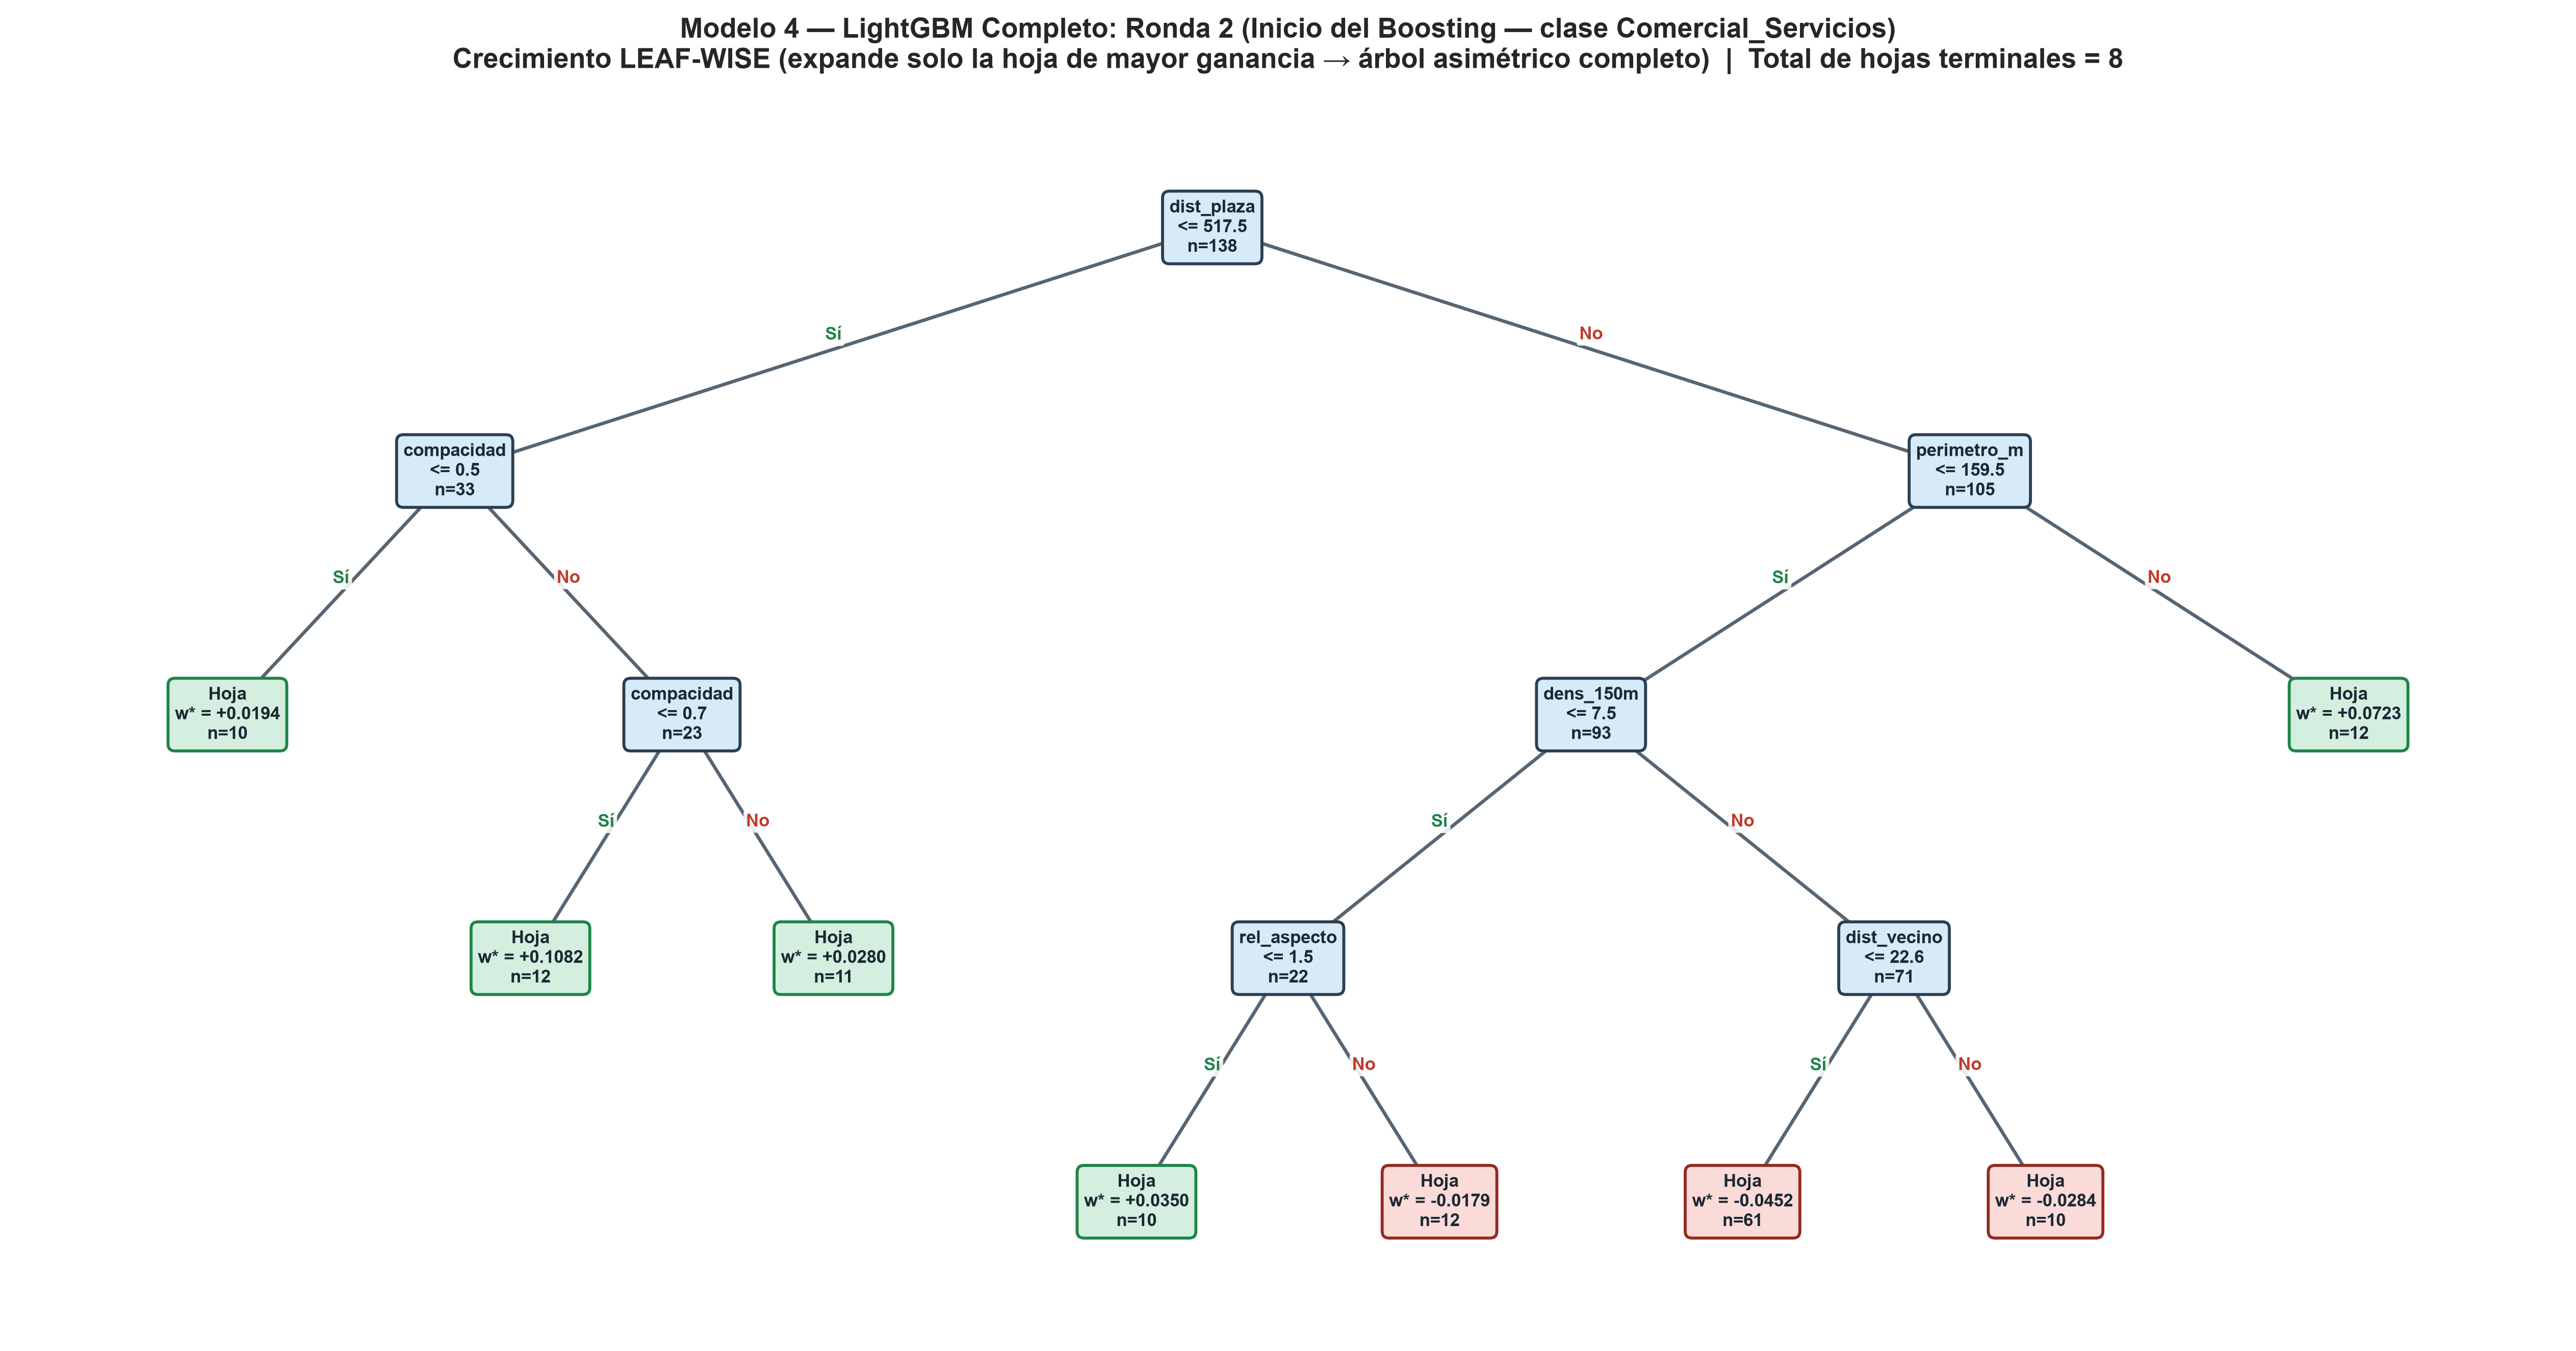 Modelo 4 — LightGBM Completo: Ronda 2 (Inicio del Boosting — clase Comercial_Servicios)
Crecimiento LEAF-WISE (expande solo la hoja de mayor ganancia → árbol asimétrico completo) | Total de hojas terminales = 8
dist_plaza
<= 517.5
n=138
Sí
No
compacidad
<= 0.5
n=33
perimetro_m
<= 159.5
n=105
Sí
No
Sí
No
Hoja
w* = +0.0194
n=10
compacidad
<= 0.7
n=23
dens_150m
<= 7.5
n=93
Hoja
w* = +0.0723
n=12
Sí
No
Sí
No
Hoja
w* = +0.1082
n=12
Hoja
w* = +0.0280
n=11
rel_aspecto
<= 1.5
n=22
dist_vecino
<= 22.6
n=71
Sí
No
Sí
No
Hoja
w* = +0.0350
n=10
Hoja
w* = -0.0179
n=12
Hoja
w* = -0.0452
n=61
Hoja
w* = -0.0284
n=10